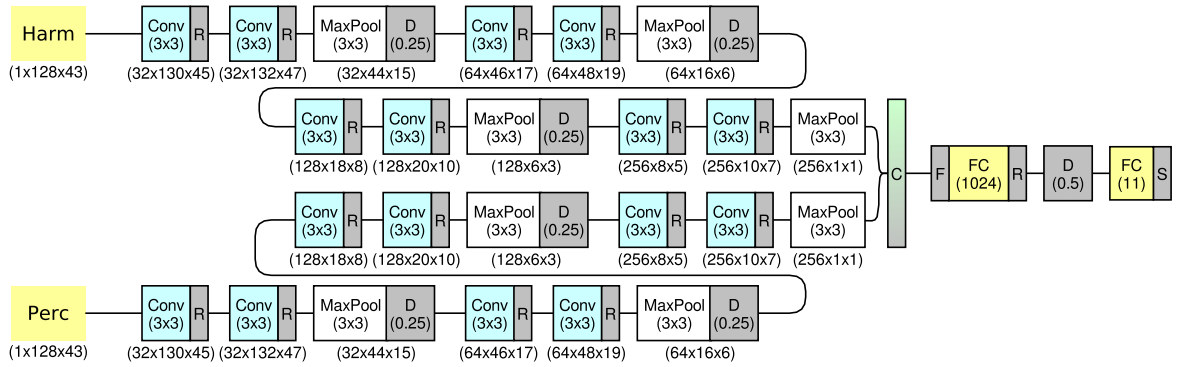 Harm
Conv
(3x3)
R
Conv
(3x3)
R
MaxPool
(3x3)
D
(0.25)
Conv
(3x3)
R
Conv
(3x3)
R
MaxPool
(3x3)
D
(0.25)
(1x128x43)
(32x130x45)
(32x132x47)
(32x44x15)
(64x46x17)
(64x48x19)
(64x16x6)
Conv
(3x3)
R
Conv
(3x3)
R
MaxPool
(3x3)
D
(0.25)
Conv
(3x3)
R
Conv
(3x3)
R
MaxPool
(3x3)
(128x18x8)
(128x20x10)
(128x6x3)
(256x8x5)
(256x10x7)
(256x1x1)
C
F
FC
(1024)
R
D
(0.5)
FC
(11)
S
Conv
(3x3)
R
Conv
(3x3)
R
MaxPool
(3x3)
D
(0.25)
Conv
(3x3)
R
Conv
(3x3)
R
MaxPool
(3x3)
(128x18x8)
(128x20x10)
(128x6x3)
(256x8x5)
(256x10x7)
(256x1x1)
Perc
Conv
(3x3)
R
Conv
(3x3)
R
MaxPool
(3x3)
D
(0.25)
Conv
(3x3)
R
Conv
(3x3)
R
MaxPool
(3x3)
D
(0.25)
(1x128x43)
(32x130x45)
(32x132x47)
(32x44x15)
(64x46x17)
(64x48x19)
(64x16x6)